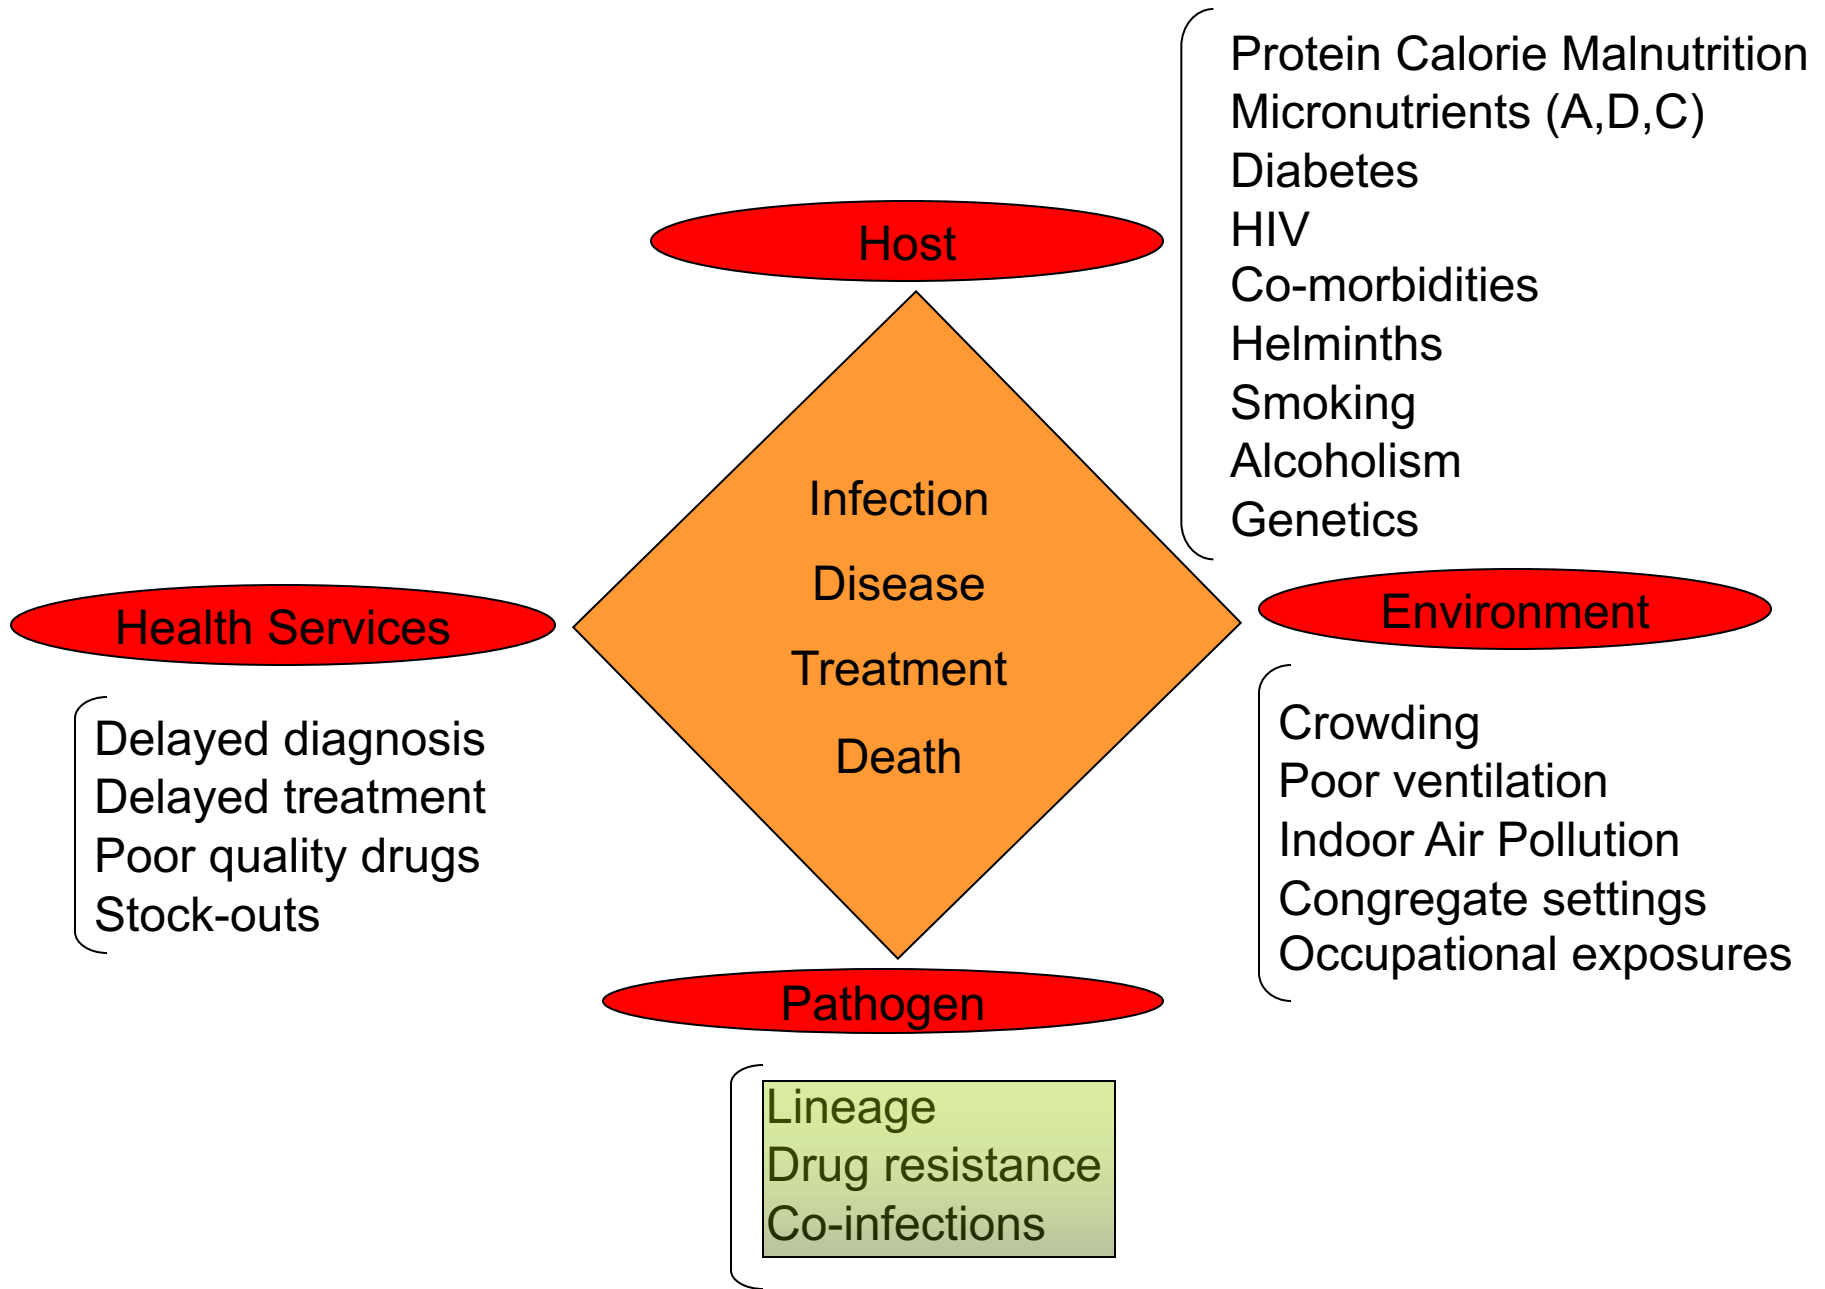 Protein Calorie Malnutrition
Micronutrients (A,D,C)
Diabetes
HIV
Co-morbidities
Helminths
Smoking
Alcoholism
Genetics
Host
Infection
Disease
Treatment
Death
Health Services
Delayed diagnosis
Delayed treatment
Poor quality drugs
Stock-outs
Environment
Crowding
Poor ventilation
Indoor Air Pollution
Congregate settings
Occupational exposures
Pathogen
Lineage
Drug resistance
Co-infections